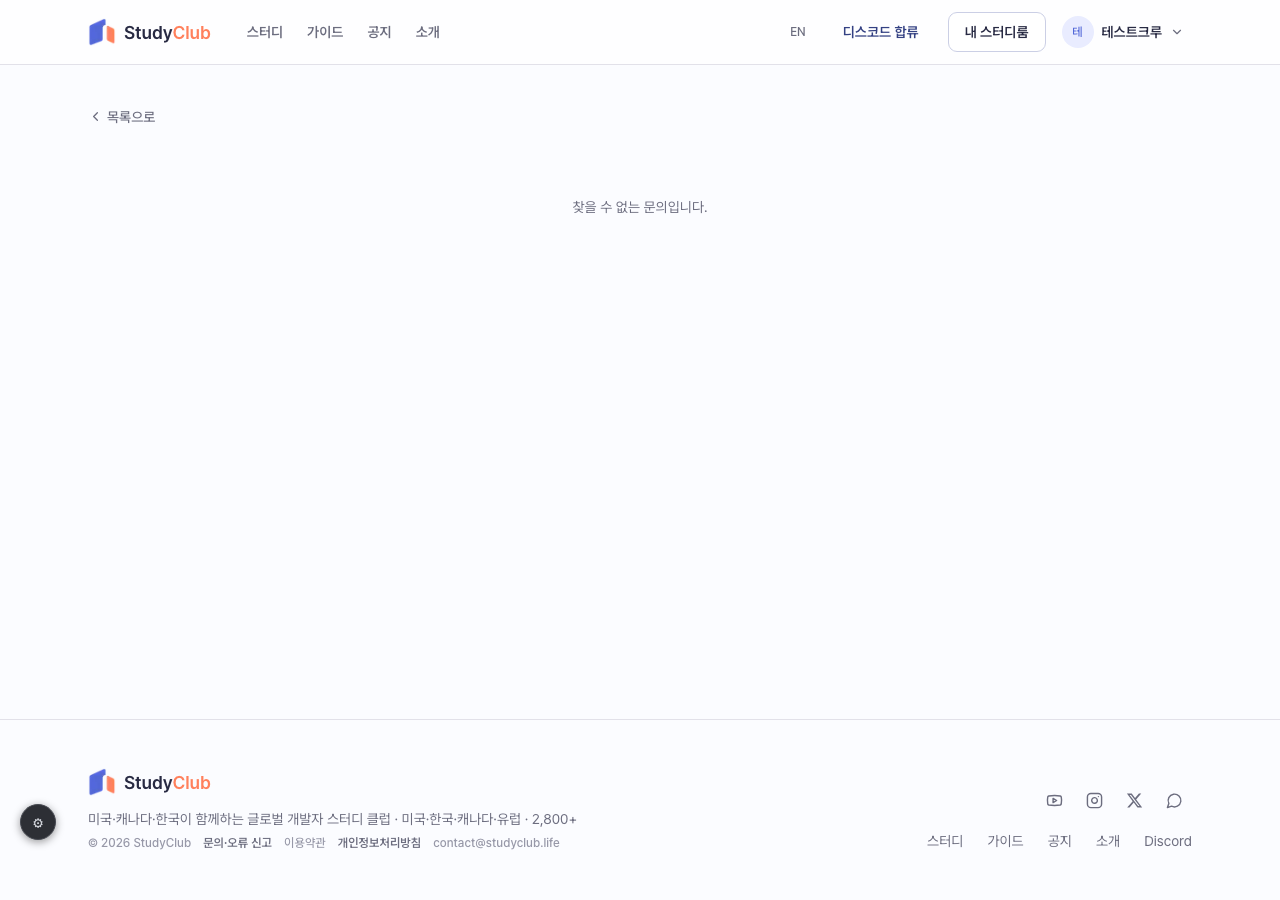 StudyClub 스터디 가이드 공지 소개 EN 디스코드 합류 내 스터디룸 테 테스트크루
목록으로
찾을 수 없는 문의입니다.
StudyClub
미국·캐나다·한국이 함께하는 글로벌 개발자 스터디 클럽 · 미국·한국·캐나다·유럽 · 2,800+
© 2026 StudyClub 문의·오류 신고 이용약관 개인정보처리방침 contact@studyclub.life
스터디 가이드 공지 소개 Discord